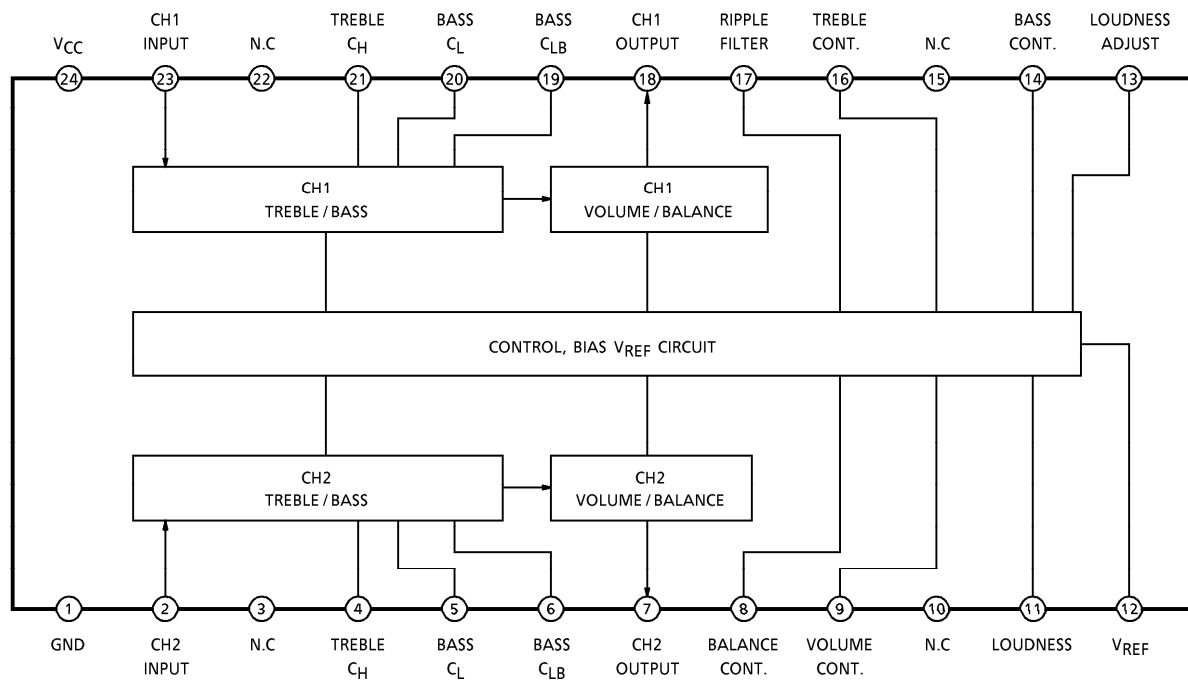 CH1 TREBLE BASS BASS CH1 RIPPLE TREBLE BASS LOUDNESS
VCC INPUT N.C CH CL CLB OUTPUT FILTER CONT. N.C CONT. ADJUST
24 23 22 21 20 19 18 17 16 15 14 13
CH1 CH1
TREBLE / BASS VOLUME / BALANCE
CONTROL, BIAS VREF CIRCUIT
CH2 CH2
TREBLE / BASS VOLUME / BALANCE
1 2 3 4 5 6 7 8 9 10 11 12
GND CH2 N.C TREBLE BASS BASS CH2 BALANCE VOLUME N.C LOUDNESS VREF
INPUT CH CL CLB OUTPUT CONT. CONT.